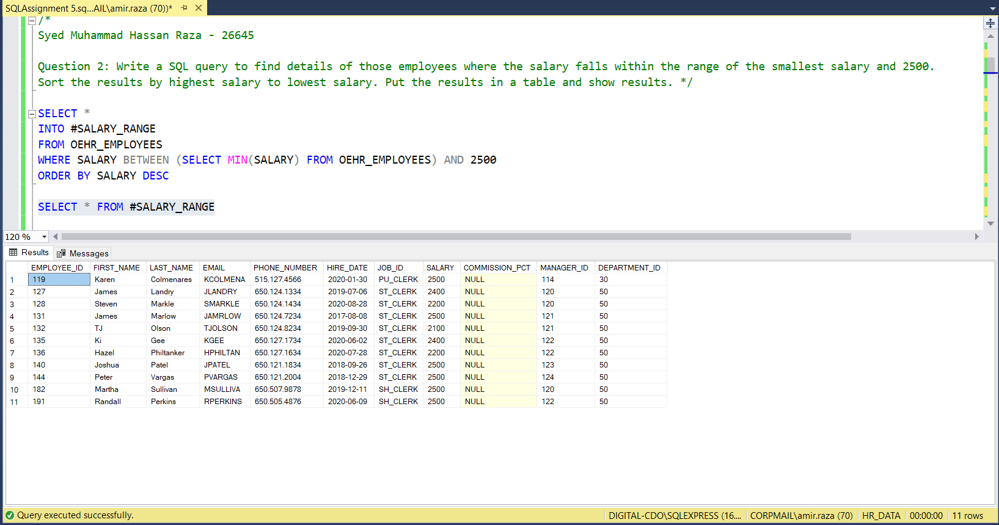 SQLAssignment 5.sq...AIL\amir.raza (70))*
/*
Syed Muhammad Hassan Raza - 26645
Question 2: Write a SQL query to find details of those employees where the salary falls within the range of the smallest salary and 2500.
Sort the results by highest salary to lowest salary. Put the results in a table and show results. */
SELECT *
INTO #SALARY_RANGE
FROM OEHR_EMPLOYEES
WHERE SALARY BETWEEN (SELECT MIN(SALARY) FROM OEHR_EMPLOYEES) AND 2500
ORDER BY SALARY DESC
SELECT * FROM #SALARY_RANGE
120 %
Results Messages
EMPLOYEE_ID FIRST_NAME LAST_NAME EMAIL PHONE_NUMBER HIRE_DATE JOB_ID SALARY COMMISSION_PCT MANAGER_ID DEPARTMENT_ID
1 119 Karen Colmenares KCOLMENA 515.127.4566 2020-01-30 PU_CLERK 2500 NULL 114 30
2 127 James Landry JLANDRY 650.124.1334 2019-07-06 ST_CLERK 2400 NULL 120 50
3 128 Steven Markle SMARKLE 650.124.1434 2020-08-28 ST_CLERK 2200 NULL 120 50
4 131 James Marlow JAMRLOW 650.124.7234 2017-08-08 ST_CLERK 2500 NULL 121 50
5 132 TJ Olson TJOLSON 650.124.8234 2019-09-30 ST_CLERK 2100 NULL 121 50
6 135 Ki Gee KGEE 650.127.1734 2020-06-02 ST_CLERK 2400 NULL 122 50
7 136 Hazel Philtanker HPHILTAN 650.127.1634 2020-07-28 ST_CLERK 2200 NULL 122 50
8 140 Joshua Patel JPATEL 650.121.1834 2018-09-26 ST_CLERK 2500 NULL 123 50
9 144 Peter Vargas PVARGAS 650.121.2004 2018-12-29 ST_CLERK 2500 NULL 124 50
10 182 Martha Sullivan MSULLIVA 650.507.9878 2019-12-11 SH_CLERK 2500 NULL 120 50
11 191 Randall Perkins RPERKINS 650.505.4876 2020-06-09 SH_CLERK 2500 NULL 122 50
Query executed successfully. DIGITAL-CDO\SQLEXPRESS (16.... CORPMAIL\amir.raza (70) HR_DATA 00:00:00 11 rows